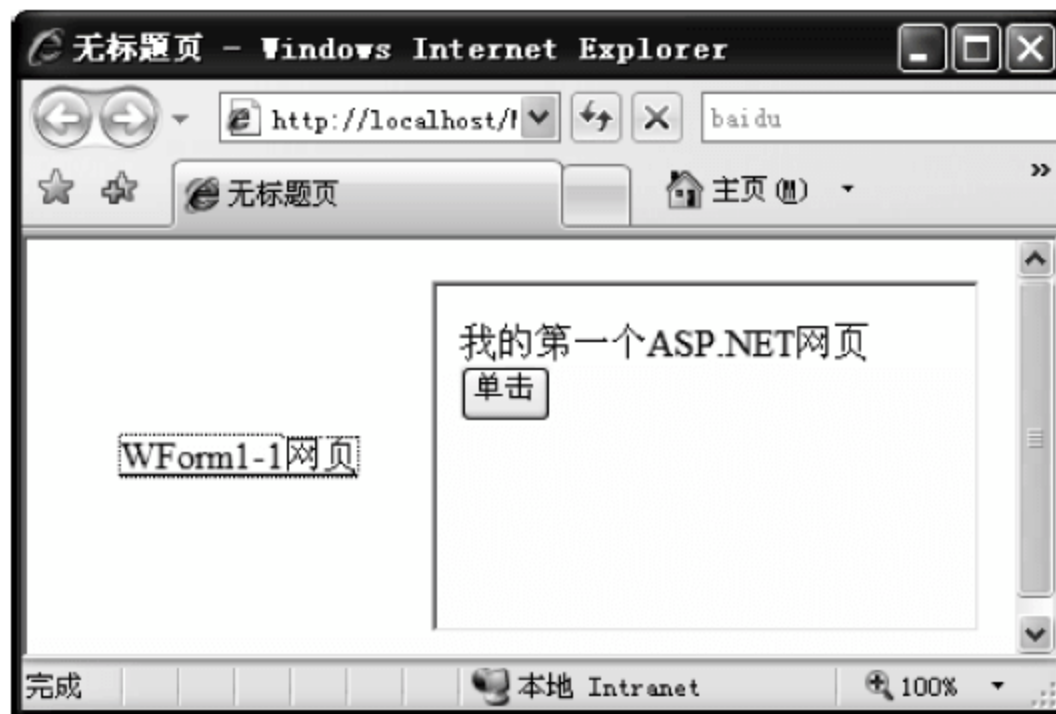 无标题页 - Windows Internet Explorer
http://localhost/
baidu
无标题页
主页(M)
»
WForm1-1网页
我的第一个ASP.NET网页
单击
完成
本地 Intranet
100%